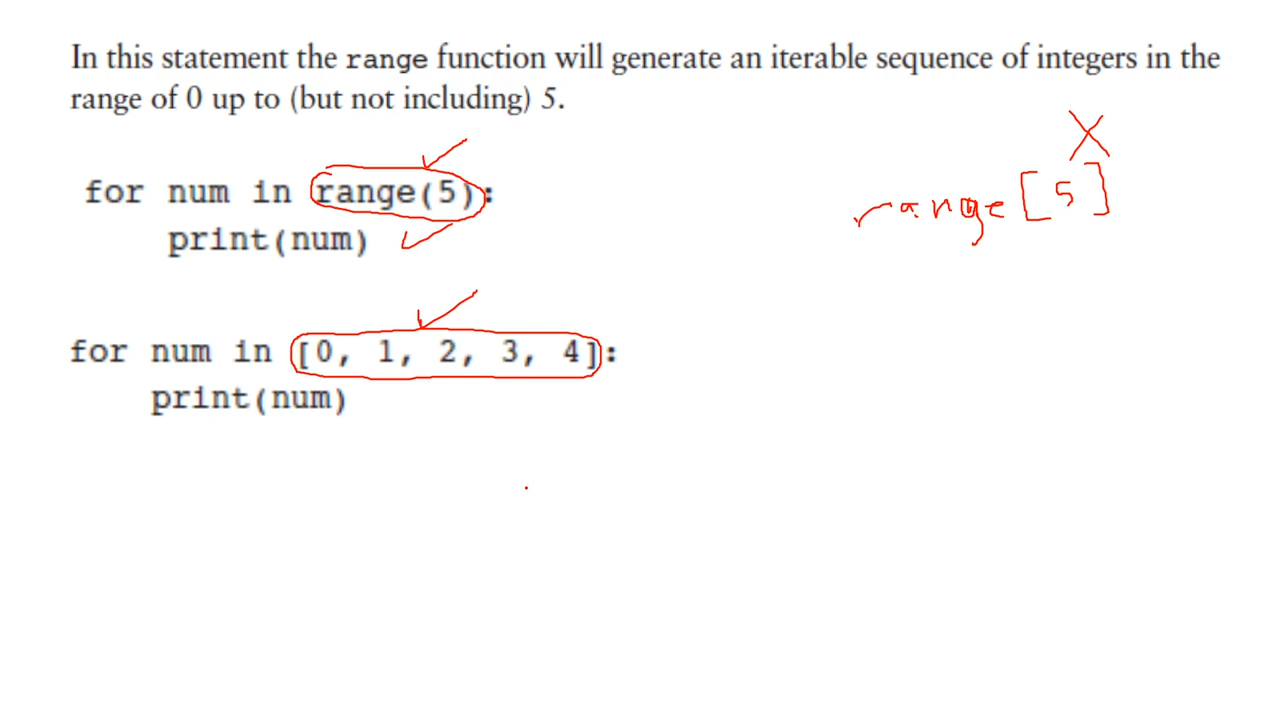 In this statement the range function will generate an iterable sequence of integers in the
range of 0 up to (but not including) 5.
for num in range(5):
print(num)
range[5]
for num in [0, 1, 2, 3, 4]:
print(num)